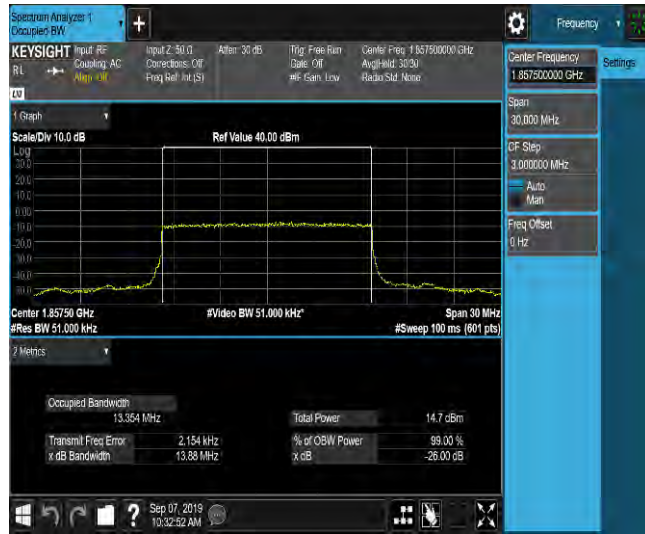 Spectrum Analyzer 1
Occupied BW
Frequency
KEYSIGHT
Input: RF
Coupling: AC
Align: Off
Input Z: 50 Ω
Corrections: Off
Freq Ref: Int (S)
Atten: 30 dB
Trig: Free Run
Gate: Off
#IF Gain: Low
Center Freq: 1.857500000 GHz
Avg|Hold: 30/30
Radio Std: None
RL
LXI
Center Frequency
1.857500000 GHz
Settings
Span
30.000 MHz
CF Step
3.000000 MHz
Auto
Man
Freq Offset
0 Hz
1 Graph
Scale/Div 10.0 dB
Ref Value 40.00 dBm
Log
30.0
20.0
10.0
0.00
-10.0
-20.0
-30.0
-40.0
-50.0
Center 1.85750 GHz
#Video BW 51.000 kHz*
Span 30 MHz
#Res BW 51.000 kHz
#Sweep 100 ms (601 pts)
2 Metrics
Occupied Bandwidth
13.354 MHz
Total Power
14.7 dBm
Transmit Freq Error
2.154 kHz
% of OBW Power
99.00 %
x dB Bandwidth
13.88 MHz
x dB
-26.00 dB
?
Sep 07, 2019
10:32:52 AM